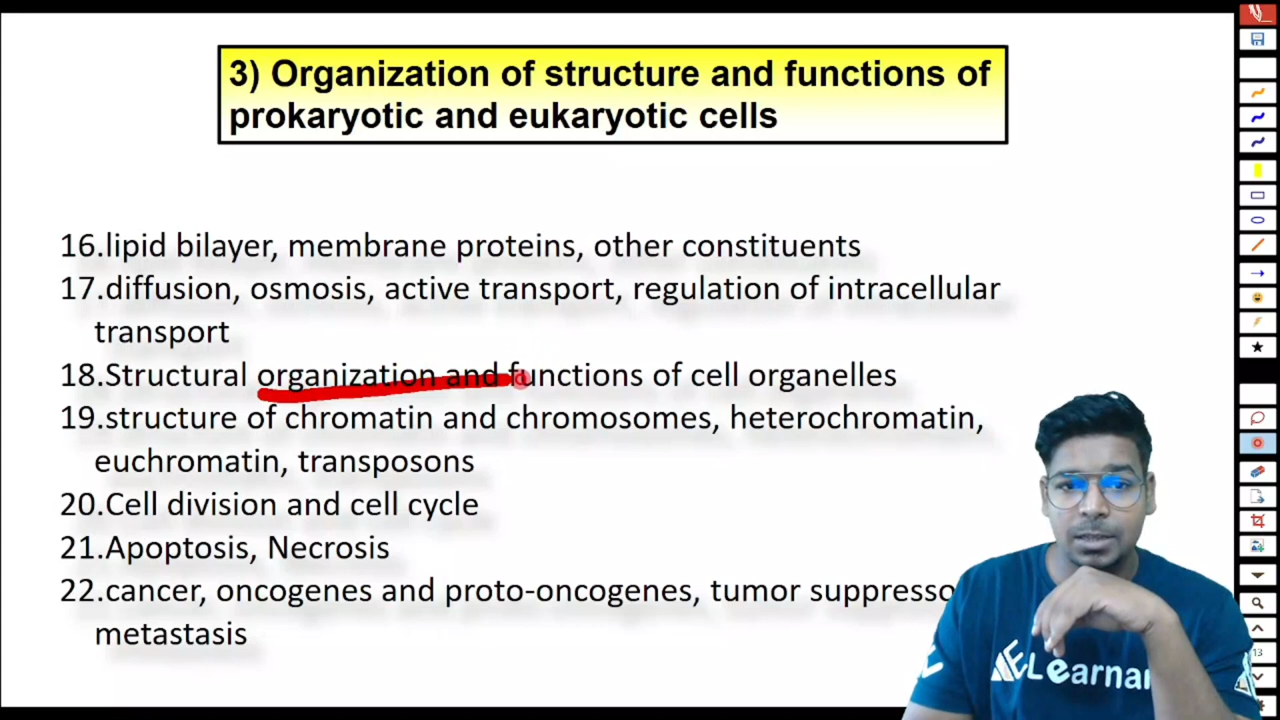 3) Organization of structure and functions of
prokaryotic and eukaryotic cells
16.lipid bilayer, membrane proteins, other constituents
17.diffusion, osmosis, active transport, regulation of intracellular
transport
18.Structural organization and functions of cell organelles
19.structure of chromatin and chromosomes, heterochromatin,
euchromatin, transposons
20.Cell division and cell cycle
21.Apoptosis, Necrosis
22.cancer, oncogenes and proto-oncogenes, tumor
metastasis
13